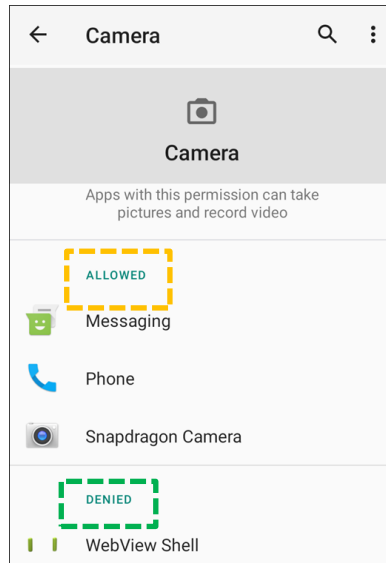 Camera
Camera
Apps with this permission can take
pictures and record video
ALLOWED
Messaging
Phone
Snapdragon Camera
DENIED
WebView Shell